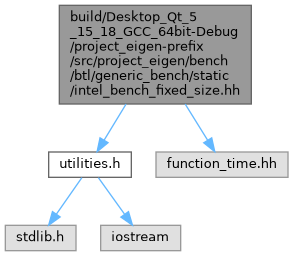 build/Desktop_Qt_5
_15_18_GCC_64bit-Debug
/project_eigen-prefix
/src/project_eigen/bench
/btl/generic_bench/static
/intel_bench_fixed_size.hh
utilities.h
function_time.hh
stdlib.h
iostream